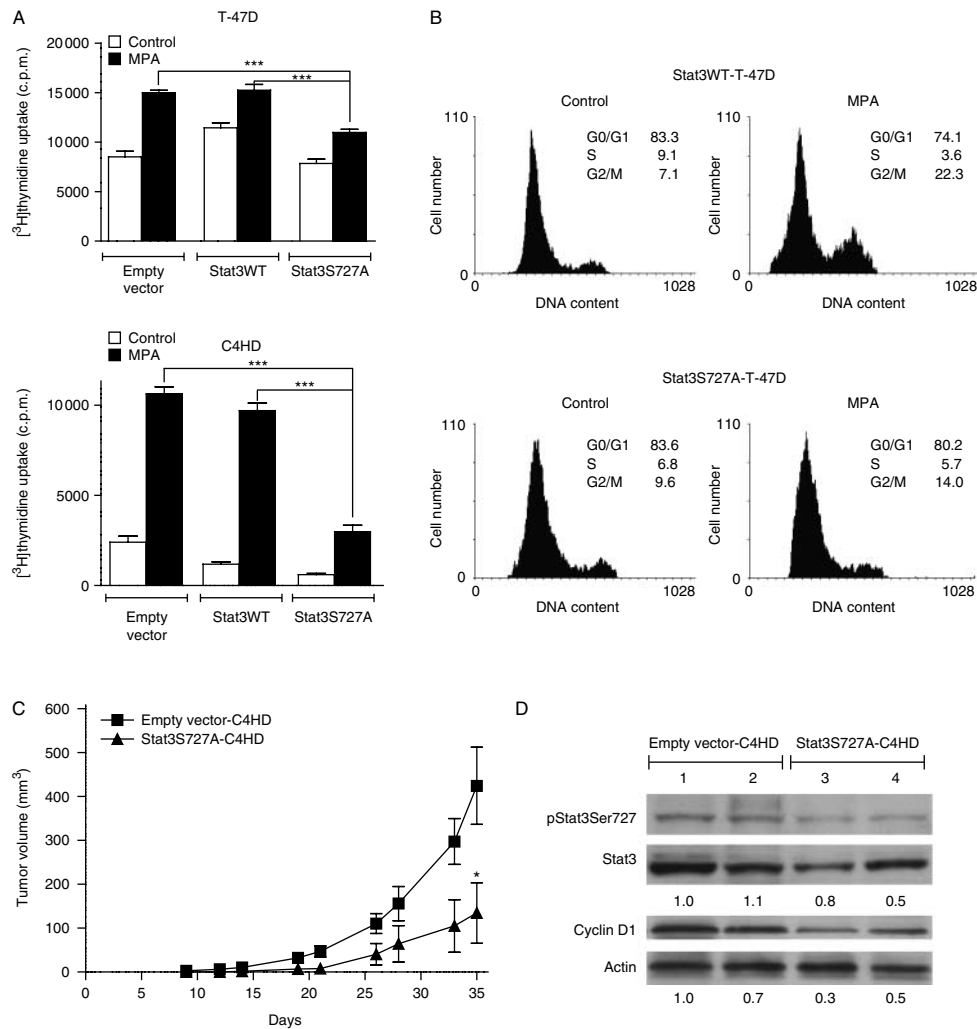 A
T-47D
Control
MPA
***
***
[³H]thymidine uptake (c.p.m.)
20 000
15000
10000
5000
0
Empty vector
Stat3WT
Stat3S727A
Control
MPA
C4HD
***
***
[³H]thymidine uptake (c.p.m.)
10 000
5000
0
Empty vector
Stat3WT
Stat3S727A
B
Stat3WT-T-47D
Control
110
Cell number
0
G0/G1 83.3
S 9.1
G2/M 7.1
0 1028
DNA content
MPA
110
Cell number
0
G0/G1 74.1
S 3.6
G2/M 22.3
0 1028
DNA content
Stat3S727A-T-47D
Control
110
Cell number
0
G0/G1 83.6
S 6.8
G2/M 9.6
0 1028
DNA content
MPA
110
Cell number
0
G0/G1 80.2
S 5.7
G2/M 14.0
0 1028
DNA content
C
Empty vector-C4HD
Stat3S727A-C4HD
Tumor volume (mm³)
600
500
400
300
200
100
0
*
0 5 10 15 20 25 30 35
Days
D
Empty vector-C4HD Stat3S727A-C4HD
1 2 3 4
pStat3Ser727
Stat3
1.0 1.1 0.8 0.5
Cyclin D1
Actin
1.0 0.7 0.3 0.5